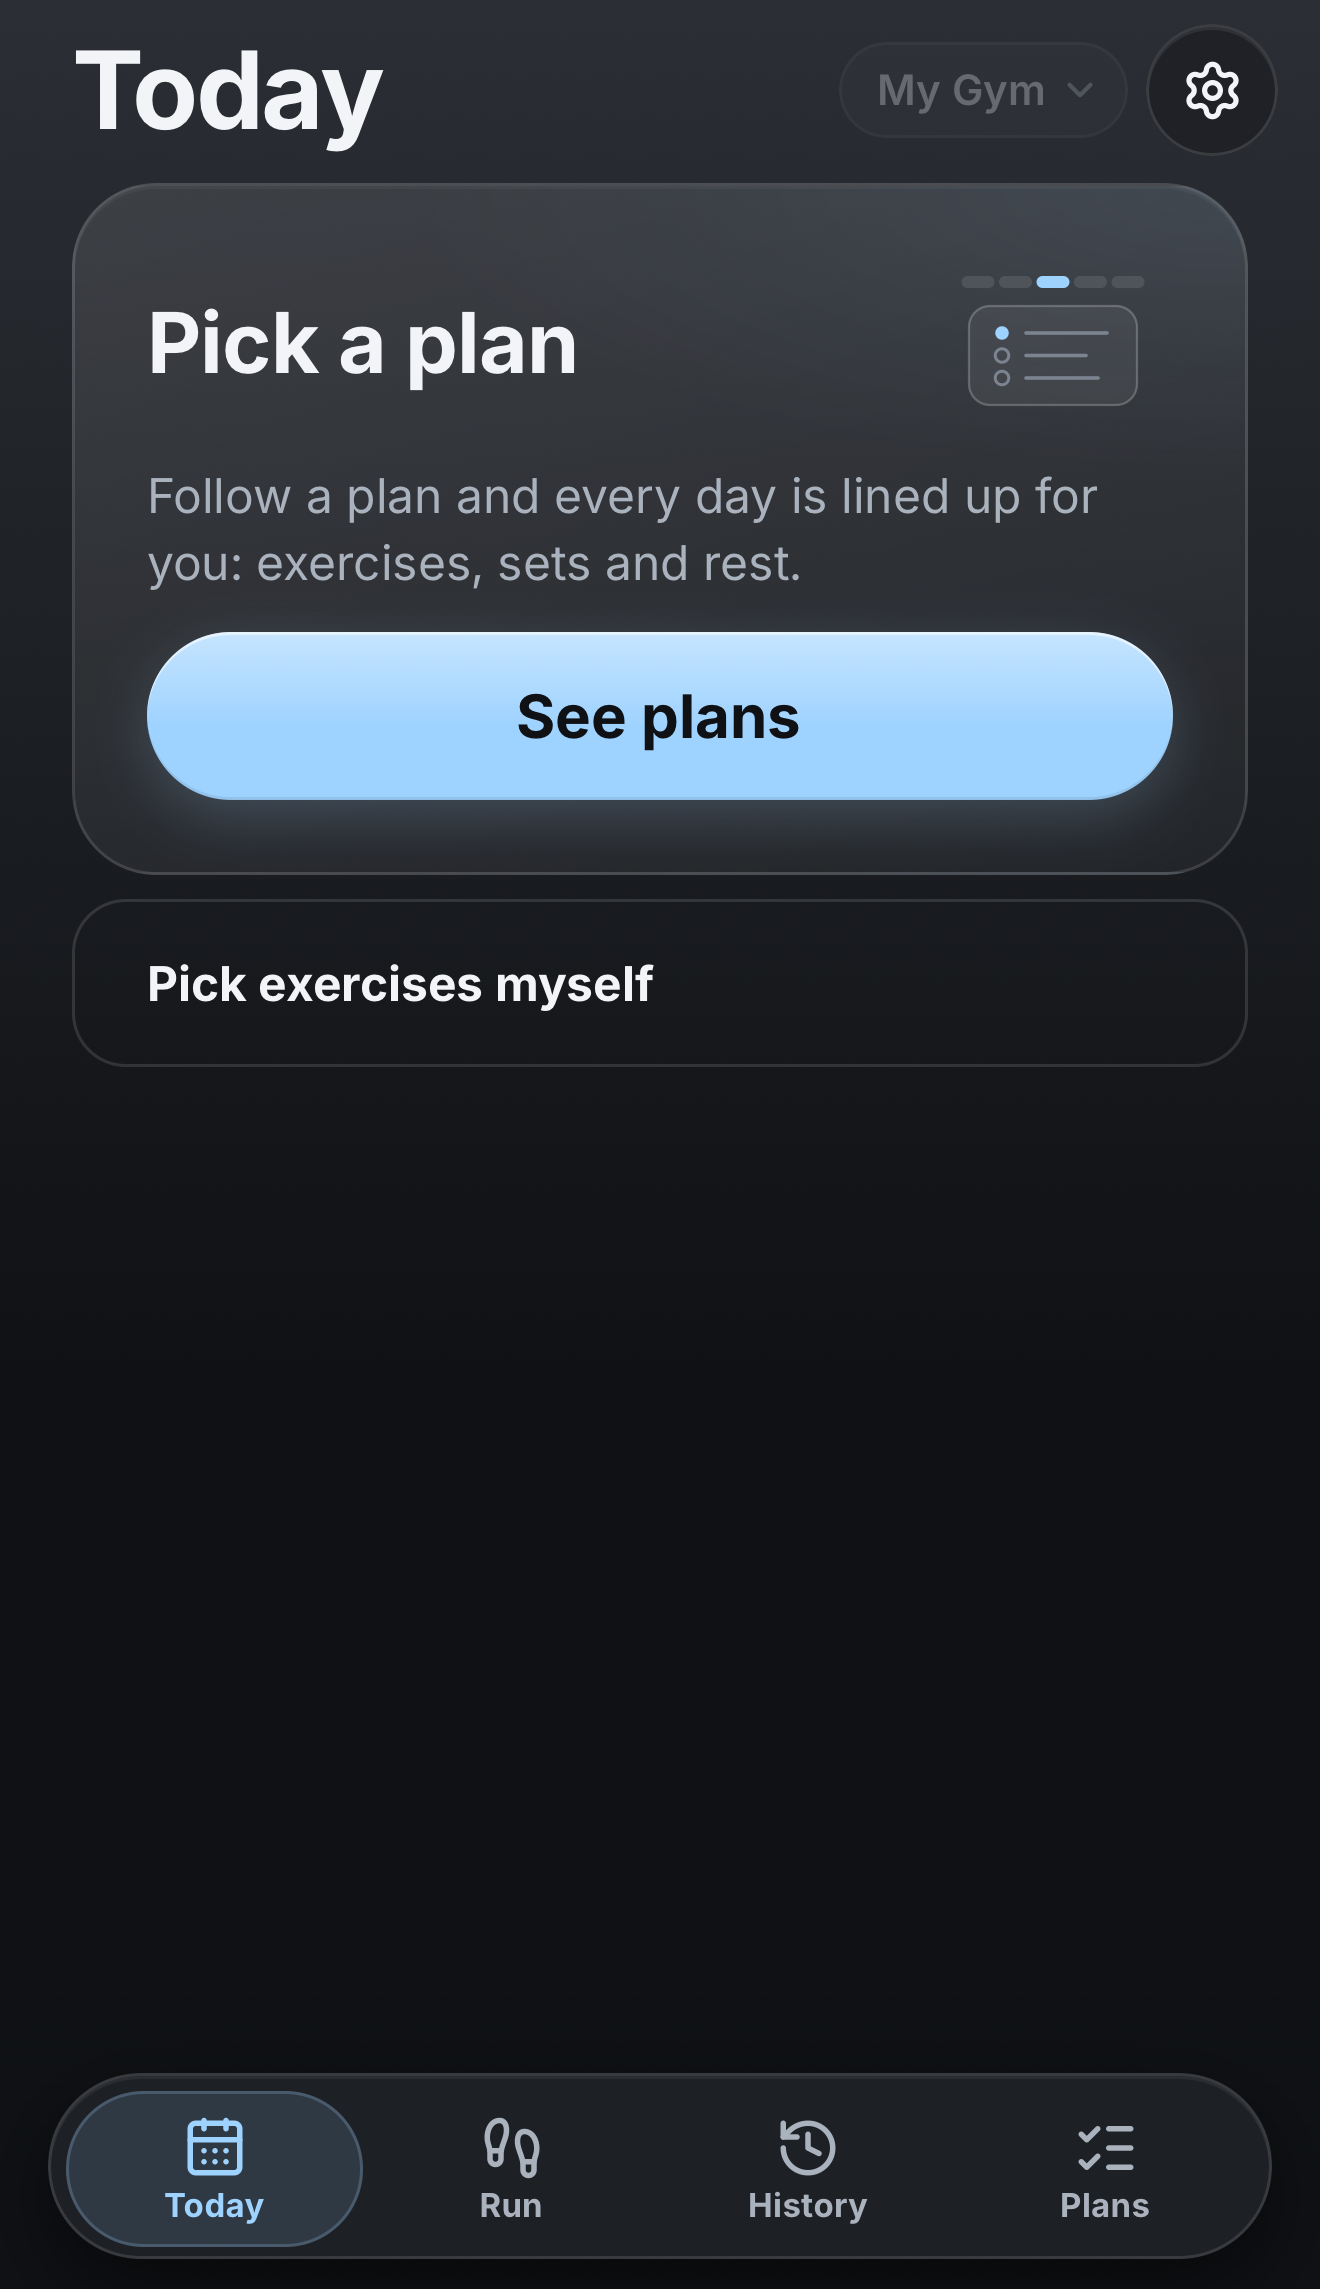 Today
My Gym
Pick a plan
Follow a plan and every day is lined up for
you: exercises, sets and rest.
See plans
Pick exercises myself
Today
Run
History
Plans